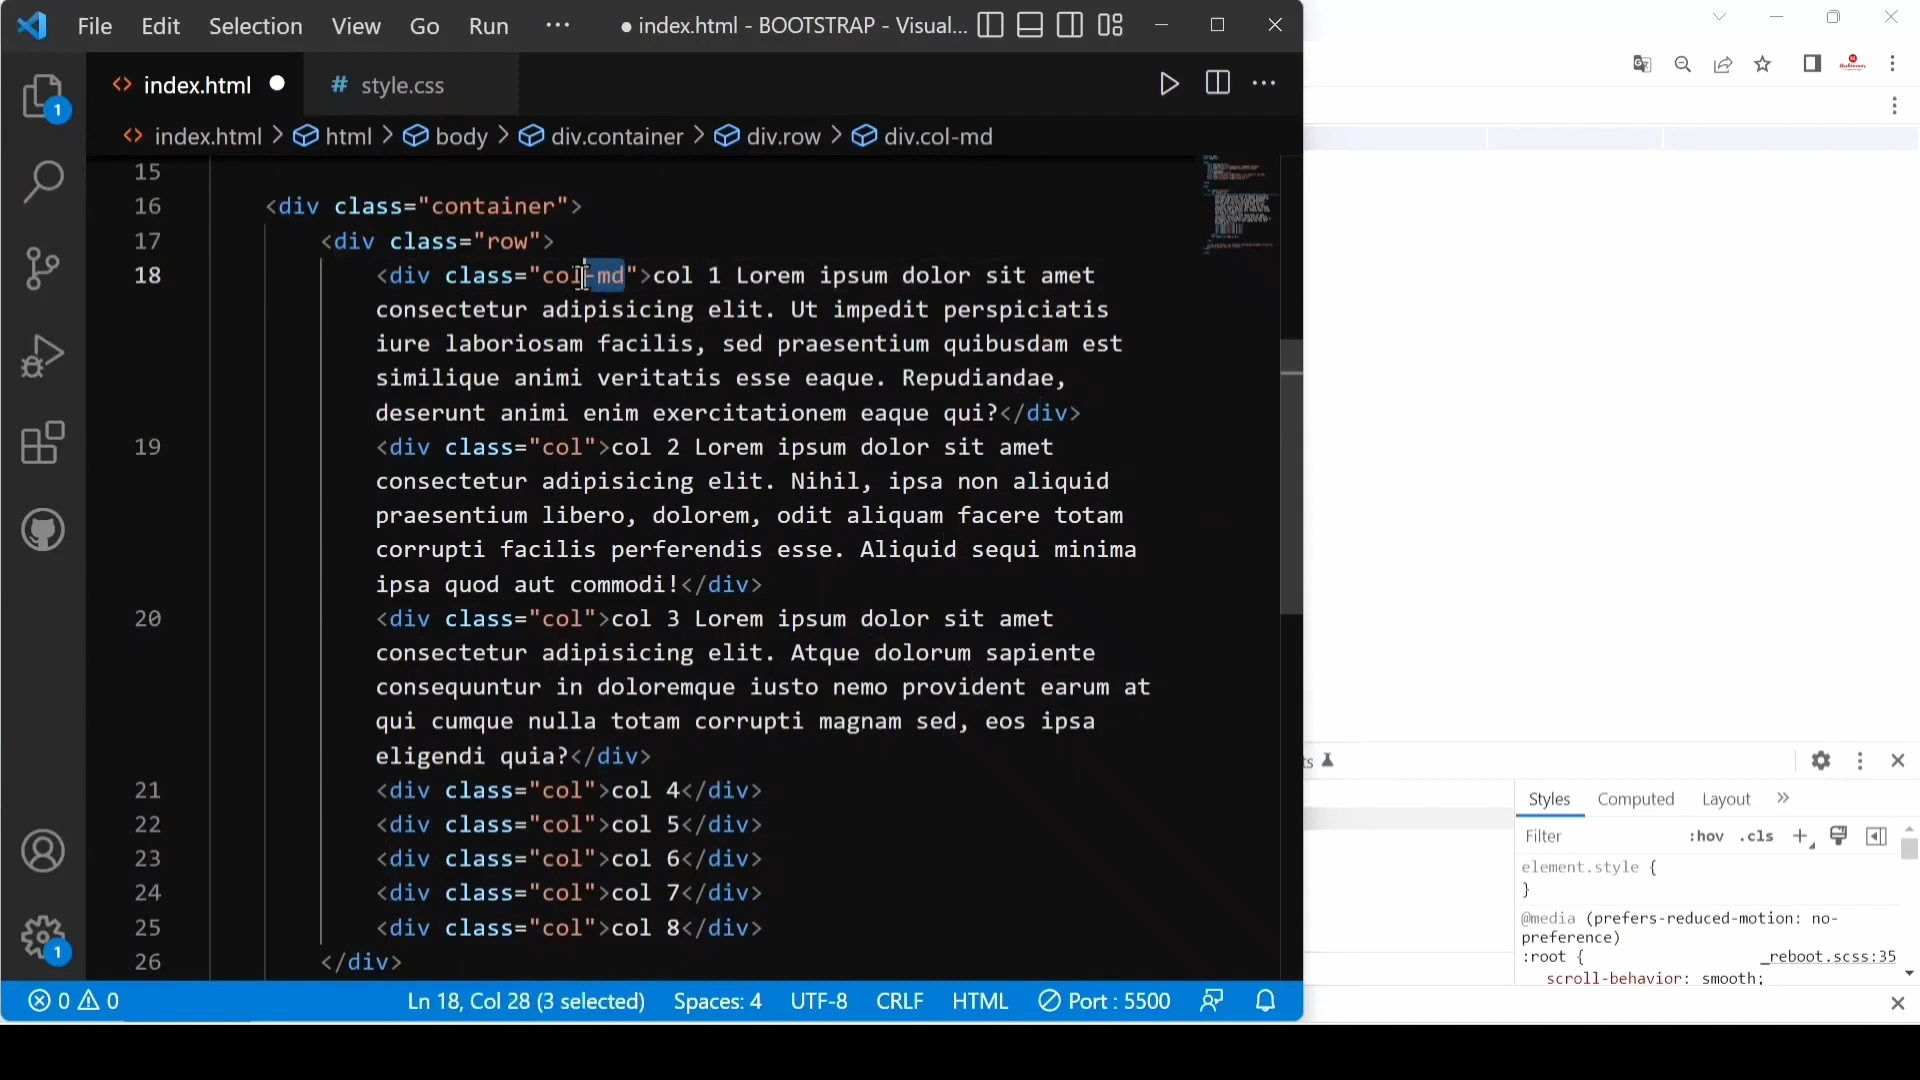 File Edit Selection View Go Run ··· ● index.html - BOOTSTRAP - Visual...
index.html # style.css
index.html > html > body > div.container > div.row > div.col-md
15
16 <div class="container">
17 <div class="row">
18 <div class="col-md">col 1 Lorem ipsum dolor sit amet
consectetur adipisicing elit. Ut impedit perspiciatis
iure laboriosam facilis, sed praesentium quibusdam est
similique animi veritatis esse eaque. Repudiandae,
deserunt animi enim exercitationem eaque qui?</div>
19 <div class="col">col 2 Lorem ipsum dolor sit amet
consectetur adipisicing elit. Nihil, ipsa non aliquid
praesentium libero, dolorem, odit aliquam facere totam
corrupti facilis perferendis esse. Aliquid sequi minima
ipsa quod aut commodi!</div>
20 <div class="col">col 3 Lorem ipsum dolor sit amet
consectetur adipisicing elit. Atque dolorum sapiente
consequuntur in doloremque iusto nemo provident earum at
qui cumque nulla totam corrupti magnam sed, eos ipsa
eligendi quia?</div>
21 <div class="col">col 4</div>
22 <div class="col">col 5</div>
23 <div class="col">col 6</div>
24 <div class="col">col 7</div>
25 <div class="col">col 8</div>
26 </div>
1
1
0 0 Ln 18, Col 28 (3 selected) Spaces: 4 UTF-8 CRLF HTML Port : 5500
ts
Styles Computed Layout »
Filter :hov .cls +
element.style {
}
@media (prefers-reduced-motion: no-
preference)
:root { _reboot.scss:35
scroll-behavior: smooth;